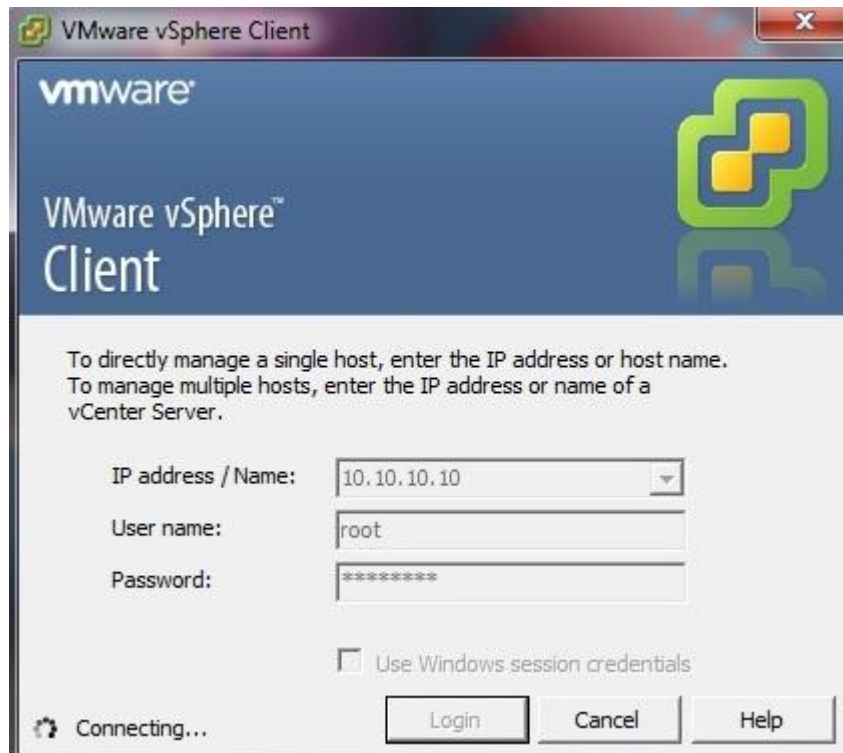 VMware vSphere Client
vmware®
VMware vSphere™
Client
To directly manage a single host, enter the IP address or host name.
To manage multiple hosts, enter the IP address or name of a
vCenter Server.
IP address / Name: 10.10.10.10
User name: root
Password: ********
Use Windows session credentials
Connecting... Login Cancel Help